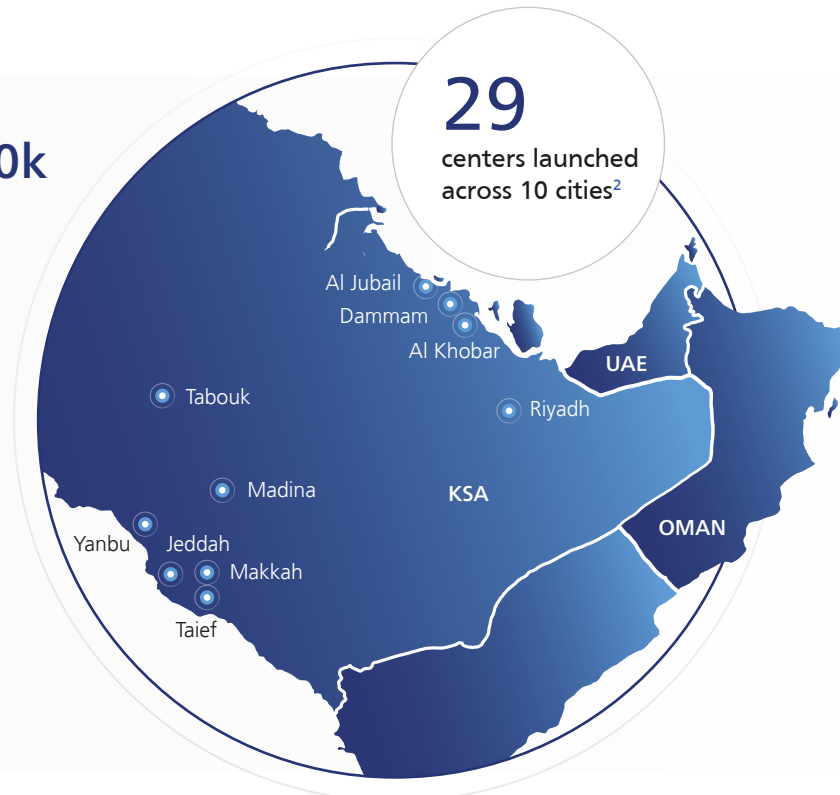 29
centers launched
across 10 cities2
0k
Al Jubail
Dammam
Al Khobar
UAE
Tabouk
Riyadh
Madina
KSA
OMAN
Yanbu
Jeddah
Makkah
Taief